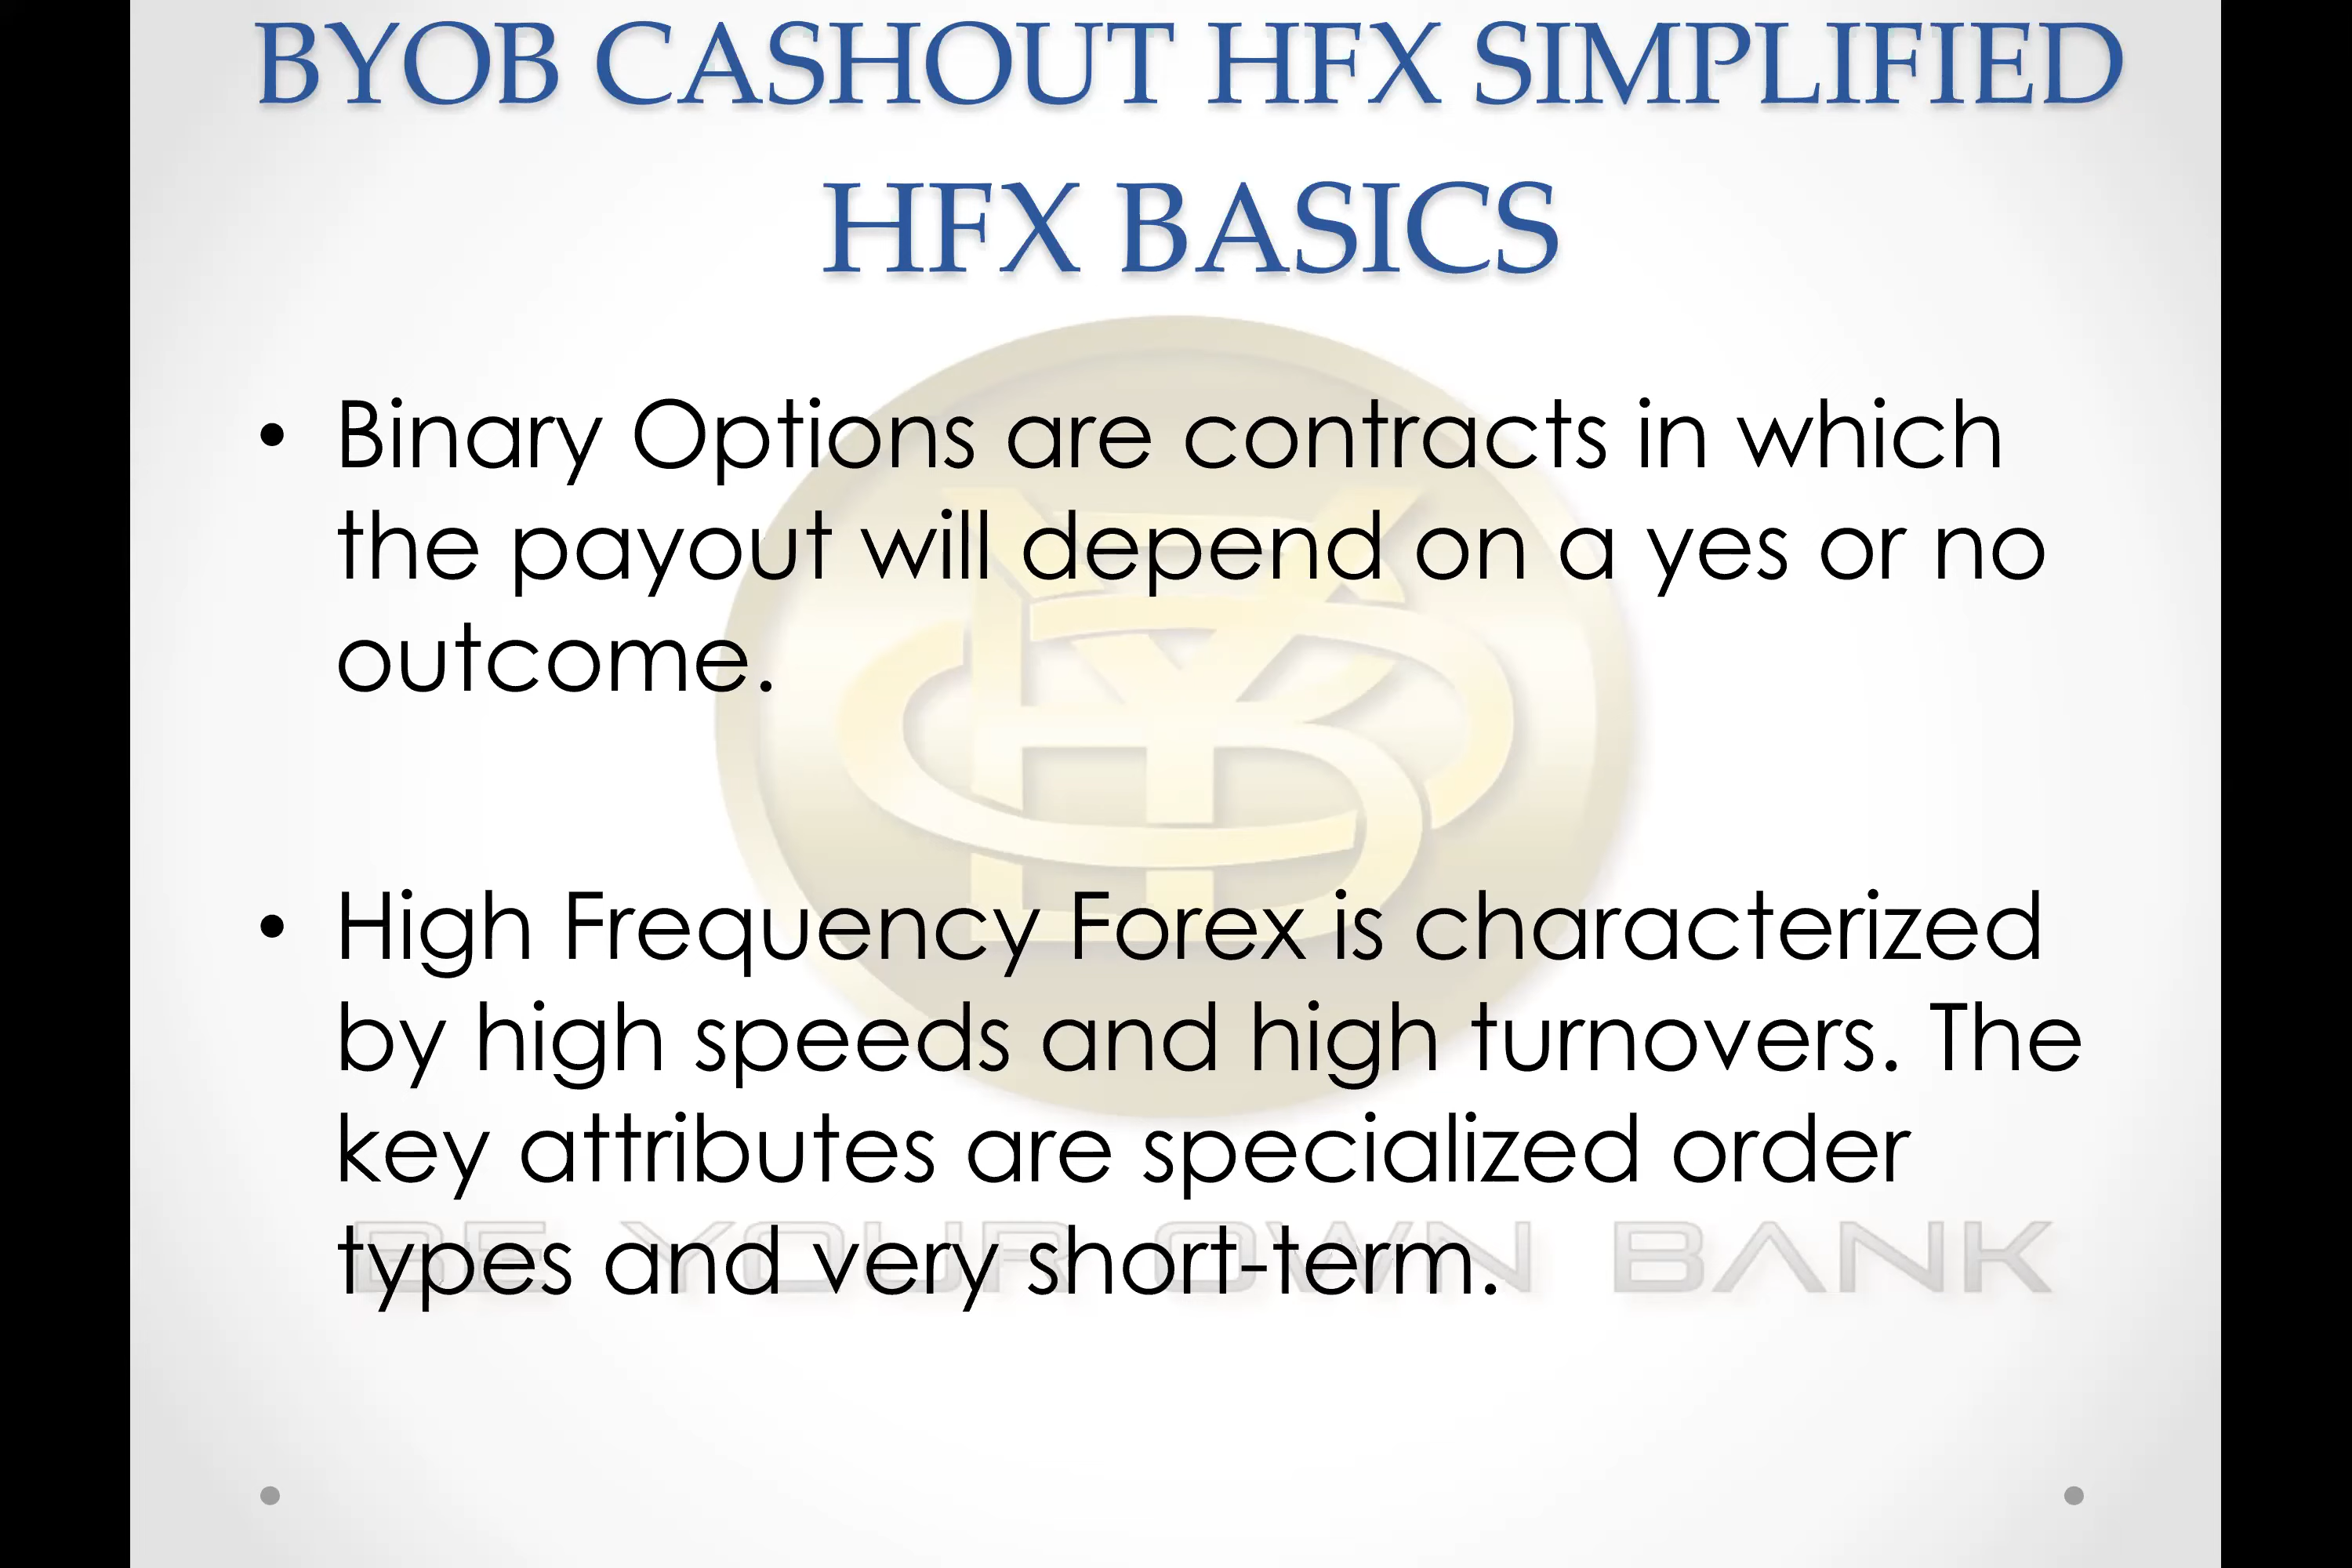 BYOB CASHOUT HFX SIMPLIFIED
HFX BASICS
• Binary Options are contracts in which
the payout will depend on a yes or no
outcome.
• High Frequency Forex is characterized
by high speeds and high turnovers. The
key attributes are specialized order
types and very short-term.
BE YOUR OWN BANK